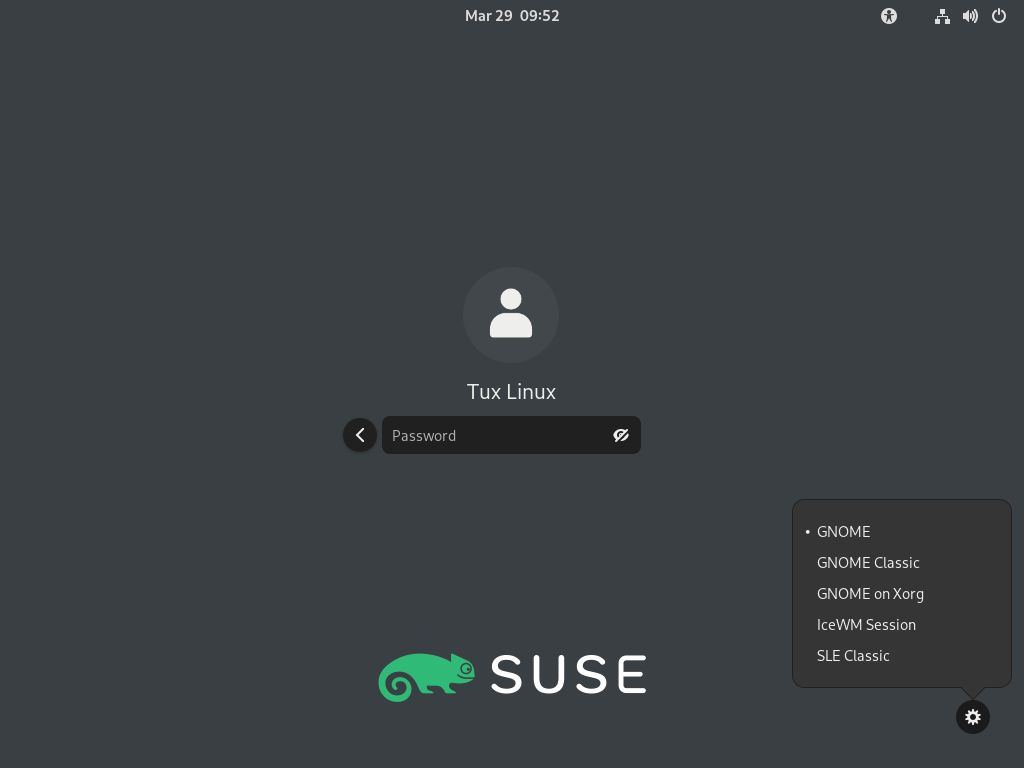 Mar 29 09:52
Tux Linux
Password
• GNOME
GNOME Classic
GNOME on Xorg
IceWM Session
SLE Classic
SUSE